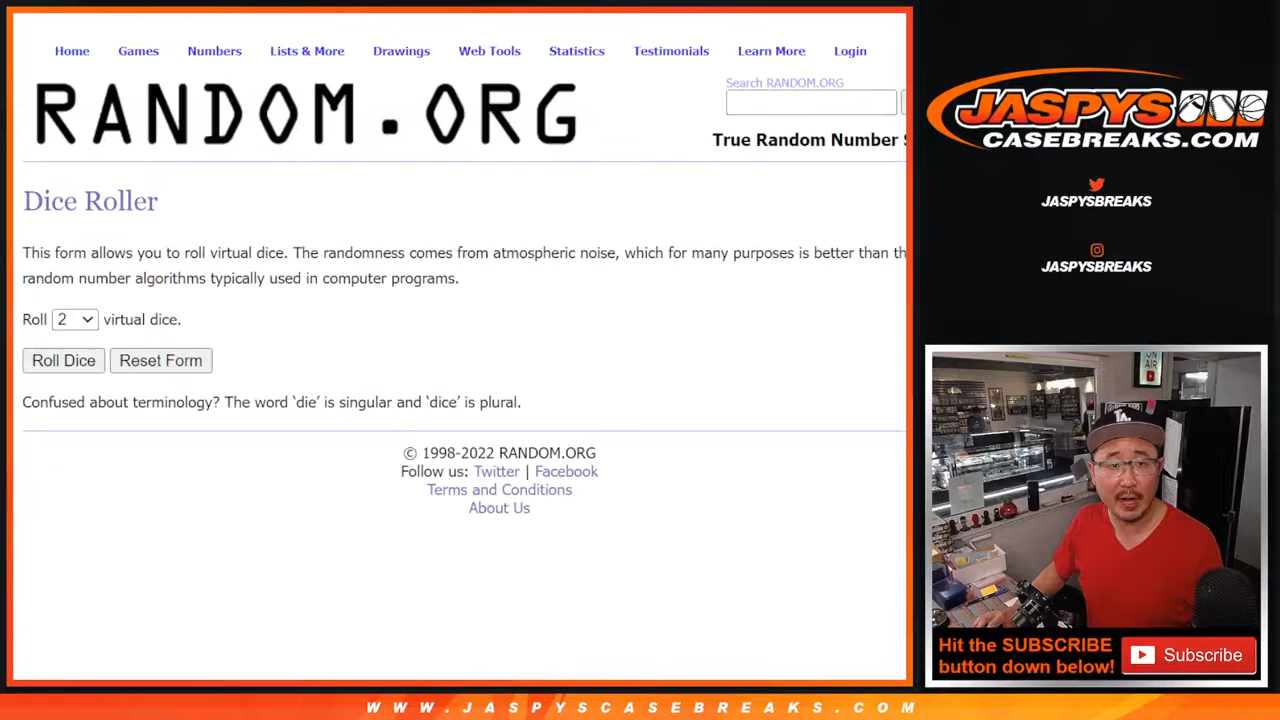 Home Games Numbers Lists & More Drawings Web Tools Statistics Testimonials Learn More Login
RANDOM.ORG
Search RANDOM.ORG
True Random Number
Dice Roller
This form allows you to roll virtual dice. The randomness comes from atmospheric noise, which for many purposes is better than
random number algorithms typically used in computer programs.
Roll 2 virtual dice.
Roll Dice Reset Form
Confused about terminology? The word ‘die’ is singular and ‘dice’ is plural.
© 1998-2022 RANDOM.ORG
Follow us: Twitter | Facebook
Terms and Conditions
About Us
JASPYS
CASEBREAKS.COM
JASPYSBREAKS
JASPYSBREAKS
ON
AIR
LA
Hit the SUBSCRIBE
button down below!
Subscribe
WWW.JASPYSCASEBREAKS.COM